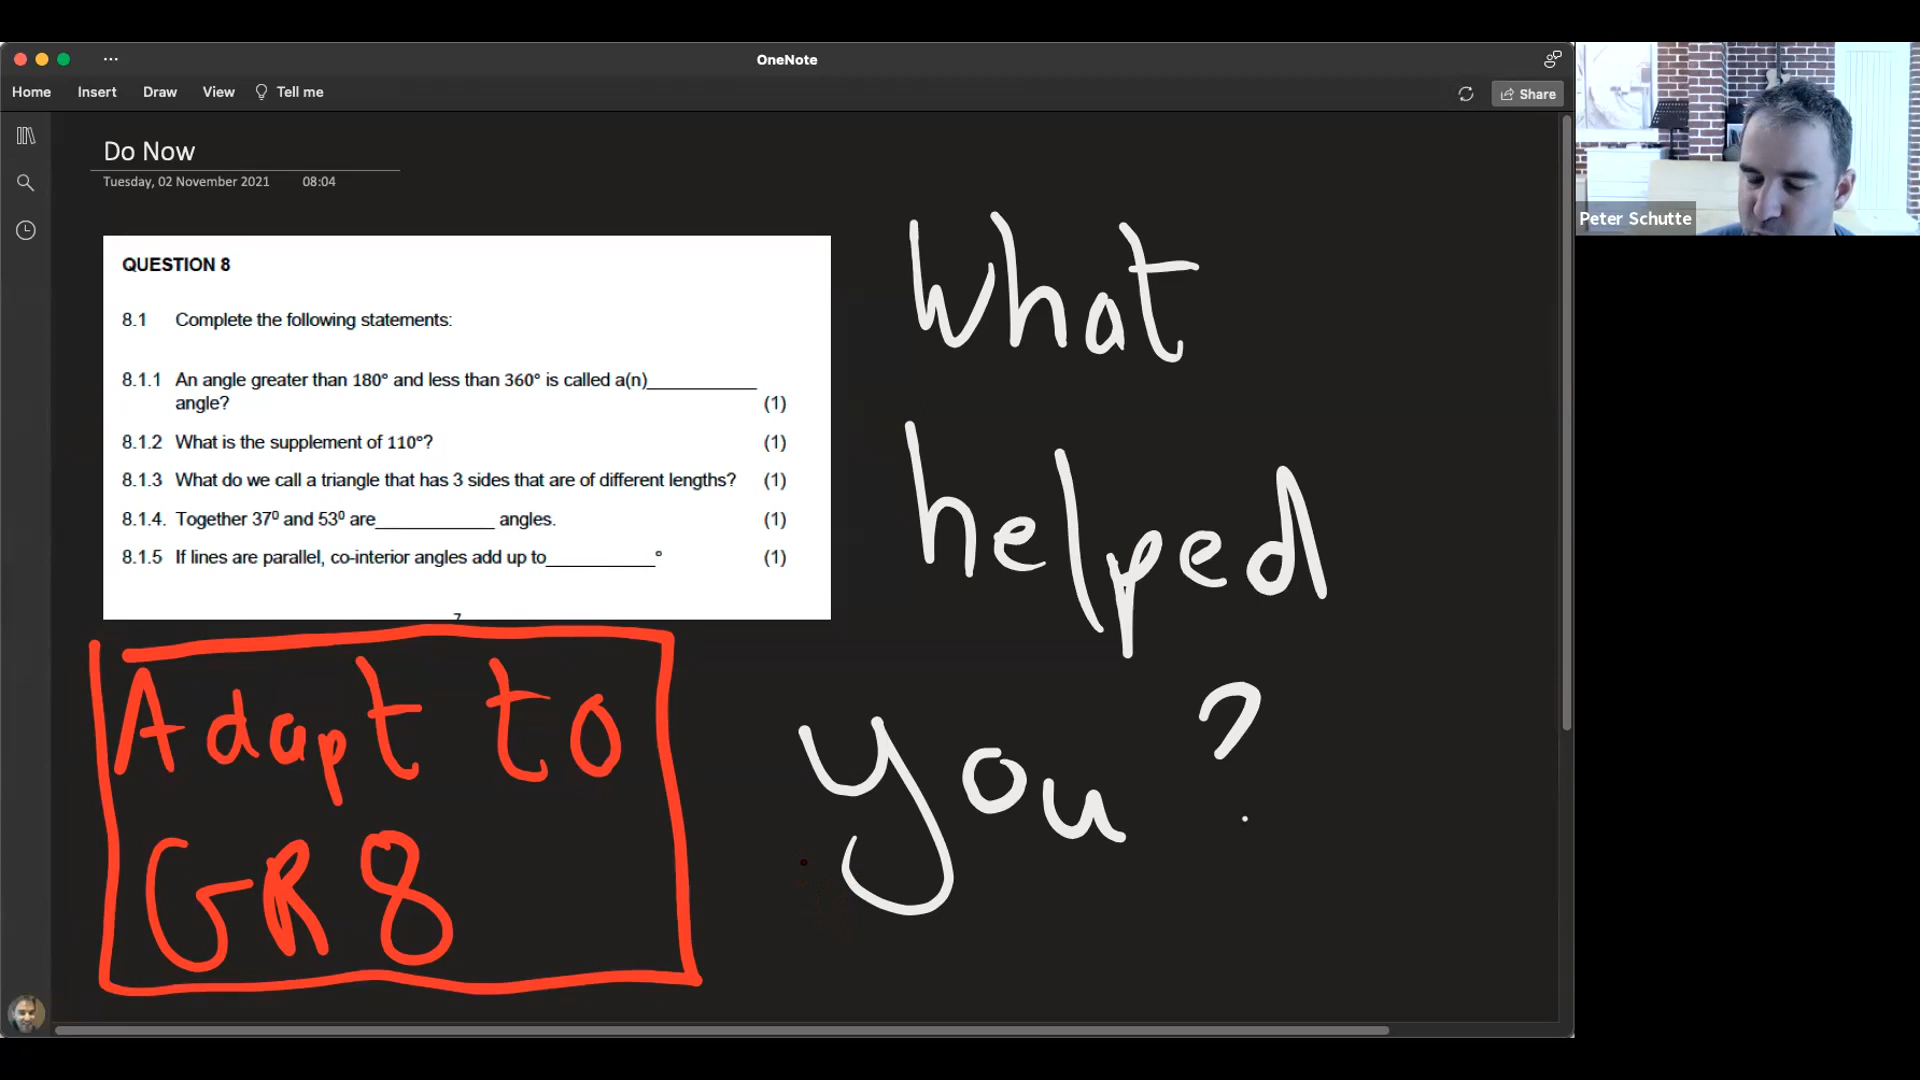 OneNote
Home Insert Draw View Tell me Share
Do Now
Tuesday, 02 November 2021 08:04
QUESTION 8
8.1 Complete the following statements:
8.1.1 An angle greater than 180° and less than 360° is called a(n)___________
angle? (1)
8.1.2 What is the supplement of 110°? (1)
8.1.3 What do we call a triangle that has 3 sides that are of different lengths? (1)
8.1.4. Together 37⁰ and 53⁰ are____________ angles. (1)
8.1.5 If lines are parallel, co-interior angles add up to___________° (1)
7
Adapt to
GR 8
What
helped
you ?
Peter Schutte